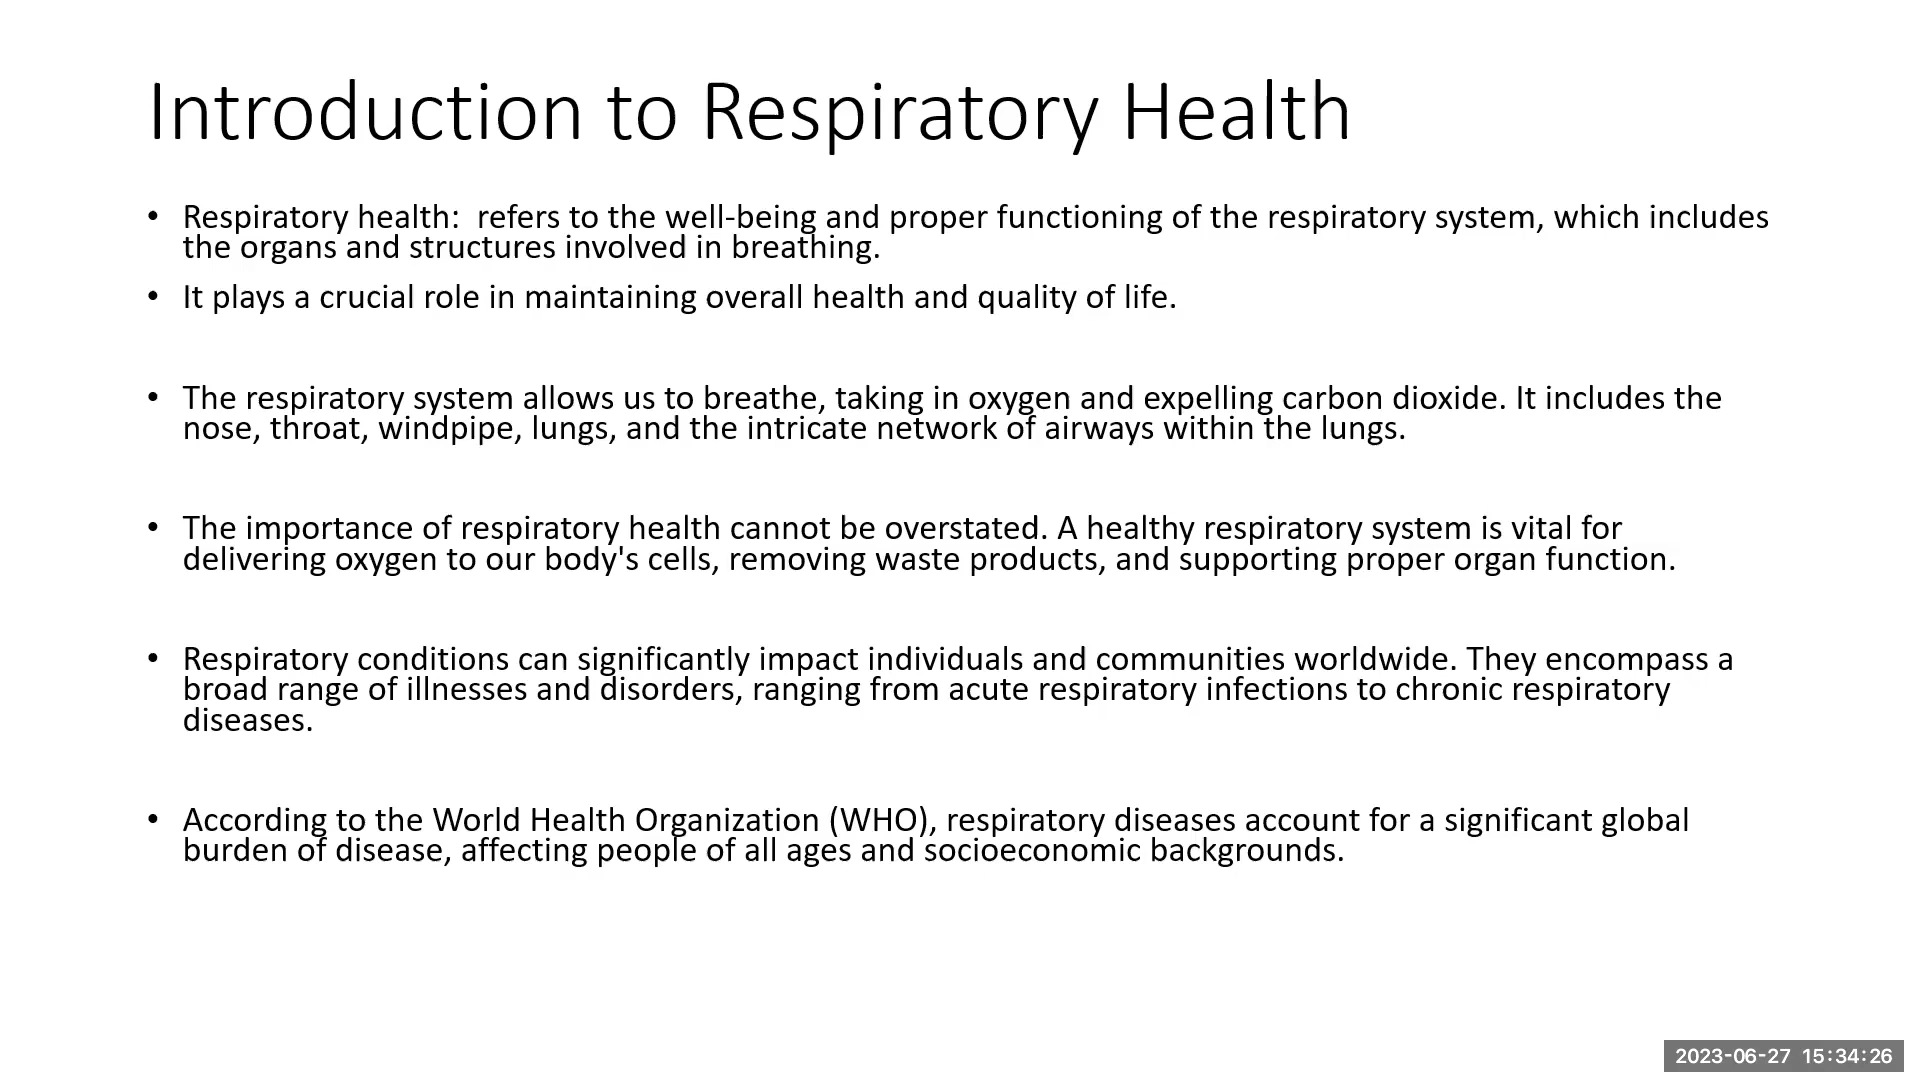 Introduction to Respiratory Health
• Respiratory health:  refers to the well-being and proper functioning of the respiratory system, which includes
the organs and structures involved in breathing.
• It plays a crucial role in maintaining overall health and quality of life.
• The respiratory system allows us to breathe, taking in oxygen and expelling carbon dioxide. It includes the
nose, throat, windpipe, lungs, and the intricate network of airways within the lungs.
• The importance of respiratory health cannot be overstated. A healthy respiratory system is vital for
delivering oxygen to our body's cells, removing waste products, and supporting proper organ function.
• Respiratory conditions can significantly impact individuals and communities worldwide. They encompass a
broad range of illnesses and disorders, ranging from acute respiratory infections to chronic respiratory
diseases.
• According to the World Health Organization (WHO), respiratory diseases account for a significant global
burden of disease, affecting people of all ages and socioeconomic backgrounds.
2023-06-27 15:34:26